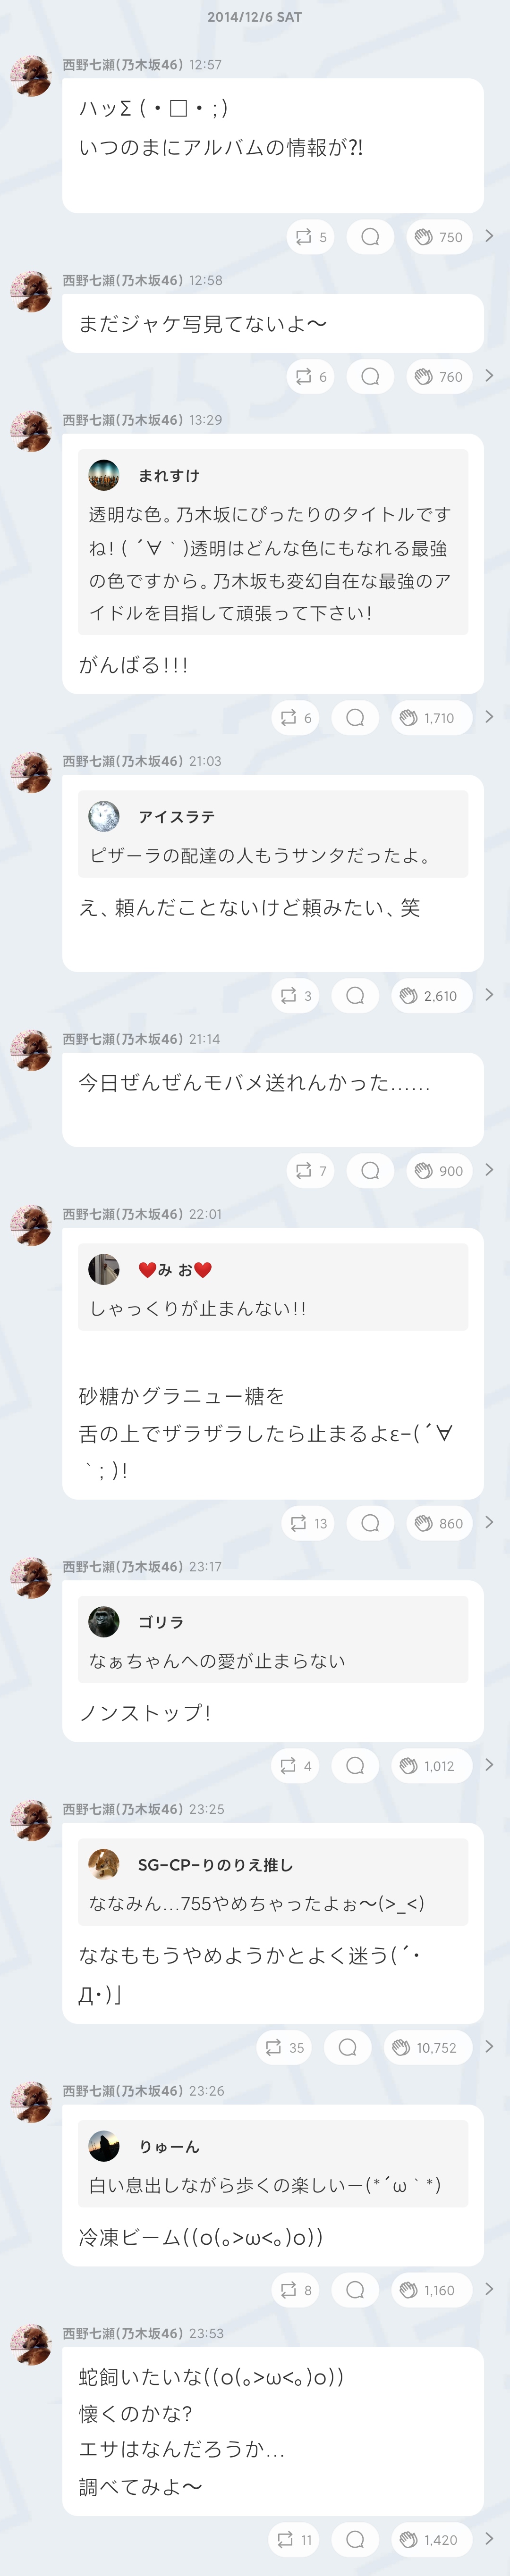 2014/12/6 SAT
西野七瀬(乃木坂46) 12:57
ハッΣ (・□・;)
いつのまにアルバムの情報が?!
5 750
西野七瀬(乃木坂46) 12:58
まだジャケ写見てないよ〜
6 760
西野七瀬(乃木坂46) 13:29
まれすけ
透明な色。乃木坂にぴったりのタイトルです
ね! ( ´∀｀)透明はどんな色にもなれる最強
の色ですから。乃木坂も変幻自在な最強のア
イドルを目指して頑張って下さい!
がんばる!!!
6 1,710
西野七瀬(乃木坂46) 21:03
アイスラテ
ピザーラの配達の人もうサンタだったよ。
え、頼んだことないけど頼みたい、笑
3 2,610
西野七瀬(乃木坂46) 21:14
今日ぜんぜんモバメ送れんかった......
7 900
西野七瀬(乃木坂46) 22:01
❤️み お❤️
しゃっくりが止まんない!!
砂糖かグラニュー糖を
舌の上でザラザラしたら止まるよε-(´∀
｀; )!
13 860
西野七瀬(乃木坂46) 23:17
ゴリラ
なぁちゃんへの愛が止まらない
ノンストップ!
4 1,012
西野七瀬(乃木坂46) 23:25
SG-CP-りのりえ推し
ななみん...755やめちゃったよぉ〜(>_<)
ななももうやめようかとよく迷う(´・
Д・)」
35 10,752
西野七瀬(乃木坂46) 23:26
りゅーん
白い息出しながら歩くの楽しいー(*´ω｀*)
冷凍ビーム((o(｡>ω<｡)o))
8 1,160
西野七瀬(乃木坂46) 23:53
蛇飼いたいな((o(｡>ω<｡)o))
懐くのかな?
エサはなんだろうか...
調べてみよ〜
11 1,420